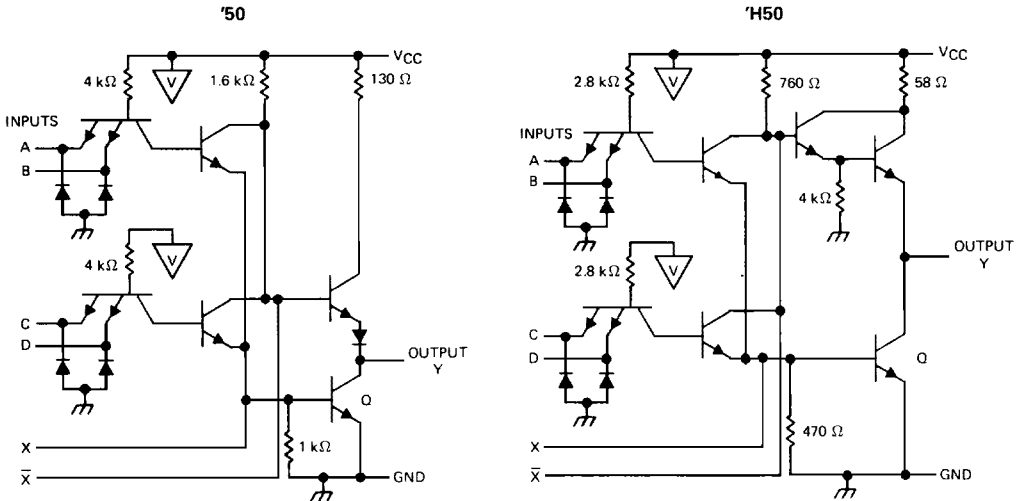 '50
VCC
4 kΩ
V
1.6 kΩ
130 Ω
INPUTS
A
B
4 kΩ
V
C
D
OUTPUT
Y
Q
X
1 kΩ
X̅
GND
'H50
VCC
2.8 kΩ
V
760 Ω
58 Ω
INPUTS
A
B
4 kΩ
2.8 kΩ
V
OUTPUT
Y
C
D
Q
X
470 Ω
X̅
GND